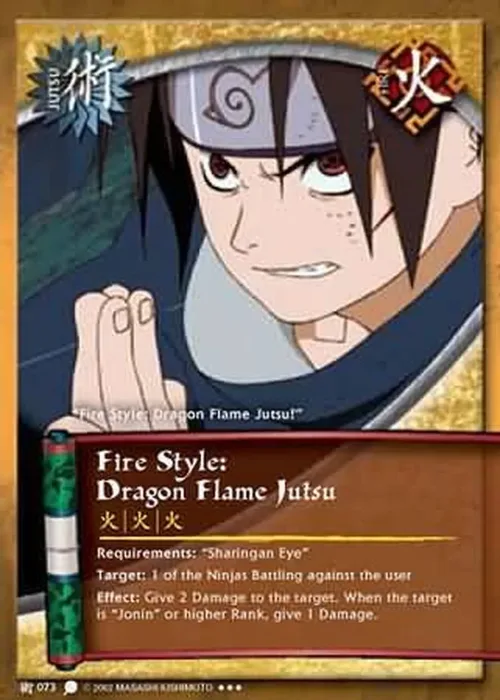 JUTSU
術
FIRE
火
"Fire Style: Dragon Flame Jutsu!"
Fire Style:
Dragon Flame Jutsu
火|火|火
Requirements: "Sharingan Eye"
Target: 1 of the Ninjas Battling against the user
Effect: Give 2 Damage to the target. When the target
is "Jonin" or higher Rank, give 1 Damage.
術 073 © 2002 MASASHI KISHIMOTO